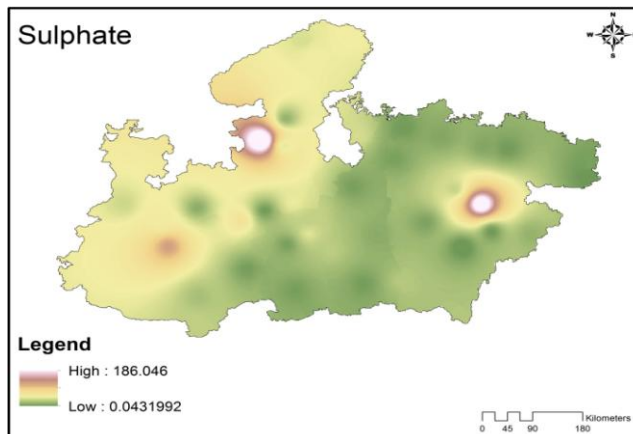 Sulphate
N
W E
S
Legend
High : 186.046
Low : 0.0431992
Kilometers
0 45 90 180